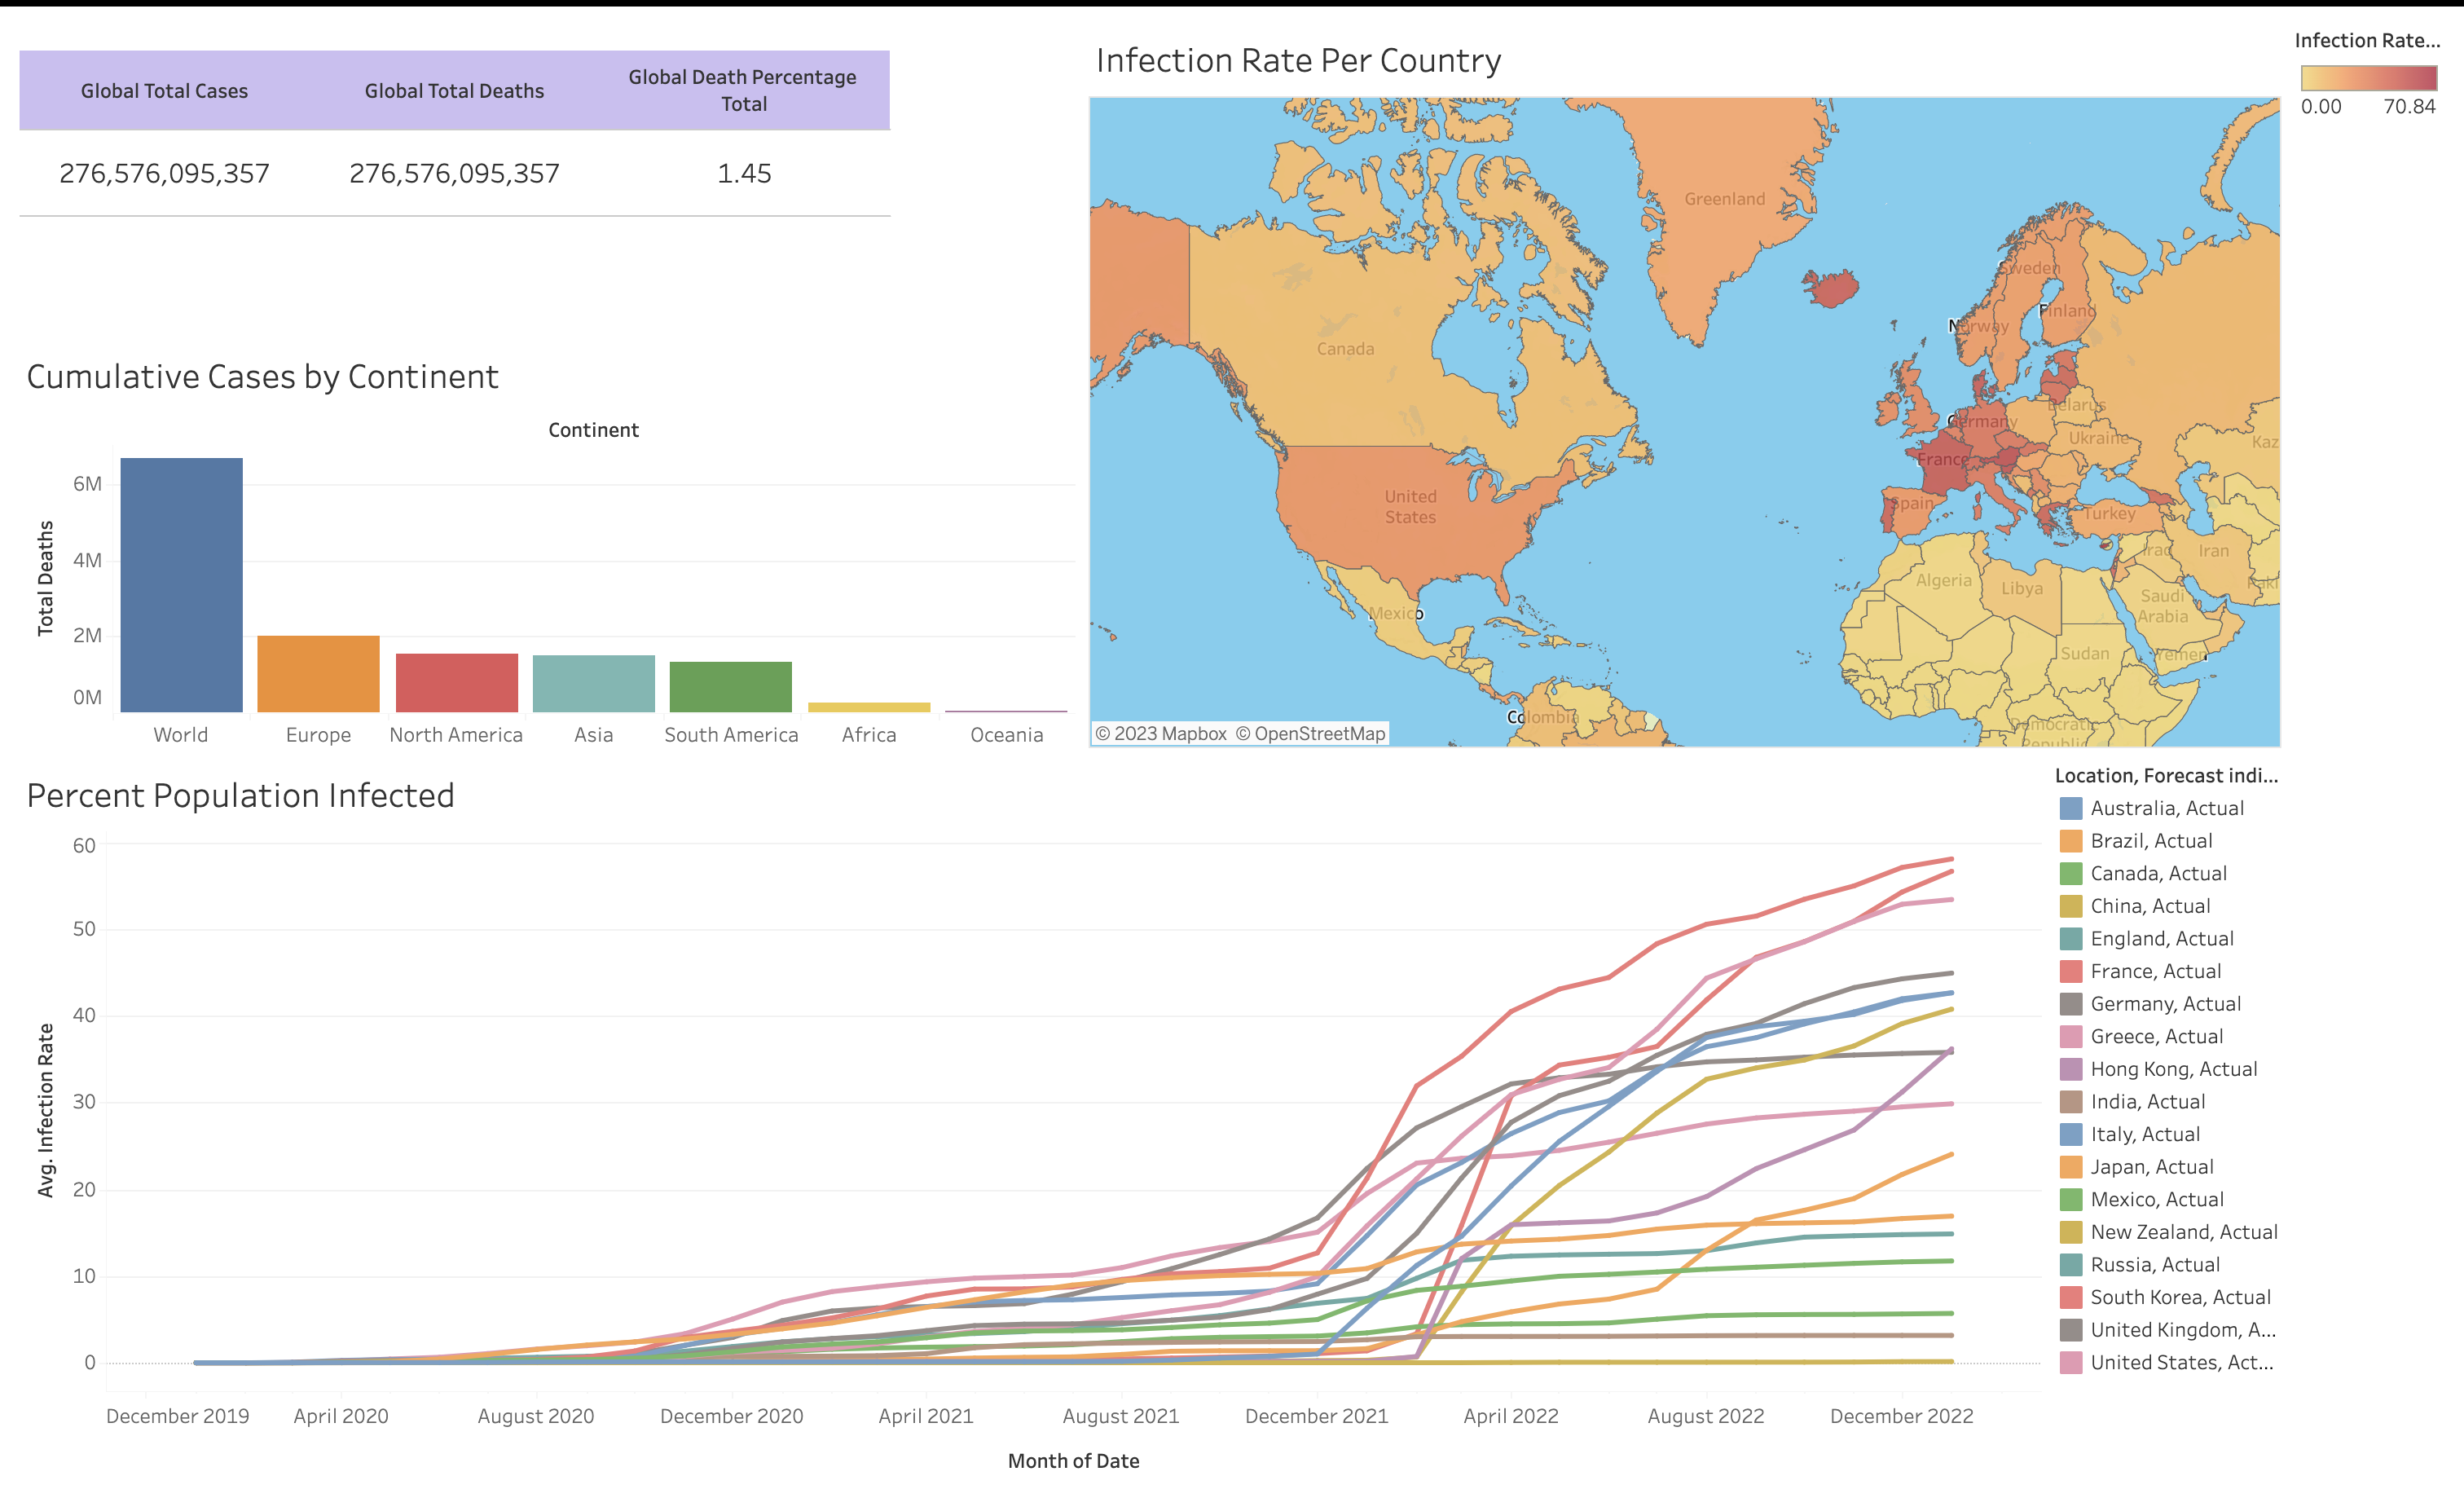 Global Total Cases
Global Total Deaths
Global Death Percentage
Total
276,576,095,357
276,576,095,357
1.45
Cumulative Cases by Continent
Continent
Total Deaths
6M
4M
2M
0M
World
Europe
North America
Asia
South America
Africa
Oceania
Infection Rate Per Country
Greenland
Canada
United
States
Mexico
Colombia
Sweden
Finland
Norway
Belarus
Germany
Ukraine
Kaz
France
Spain
Turkey
Iraq
Iran
Paki
Algeria
Libya
Saudi
Arabia
Sudan
Yemen
Democratic
Republic
© 2023 Mapbox © OpenStreetMap
Infection Rate...
0.00
70.84
Percent Population Infected
Avg. Infection Rate
60
50
40
30
20
10
0
December 2019
April 2020
August 2020
December 2020
April 2021
August 2021
December 2021
April 2022
August 2022
December 2022
Month of Date
Location, Forecast indi...
Australia, Actual
Brazil, Actual
Canada, Actual
China, Actual
England, Actual
France, Actual
Germany, Actual
Greece, Actual
Hong Kong, Actual
India, Actual
Italy, Actual
Japan, Actual
Mexico, Actual
New Zealand, Actual
Russia, Actual
South Korea, Actual
United Kingdom, A...
United States, Act...